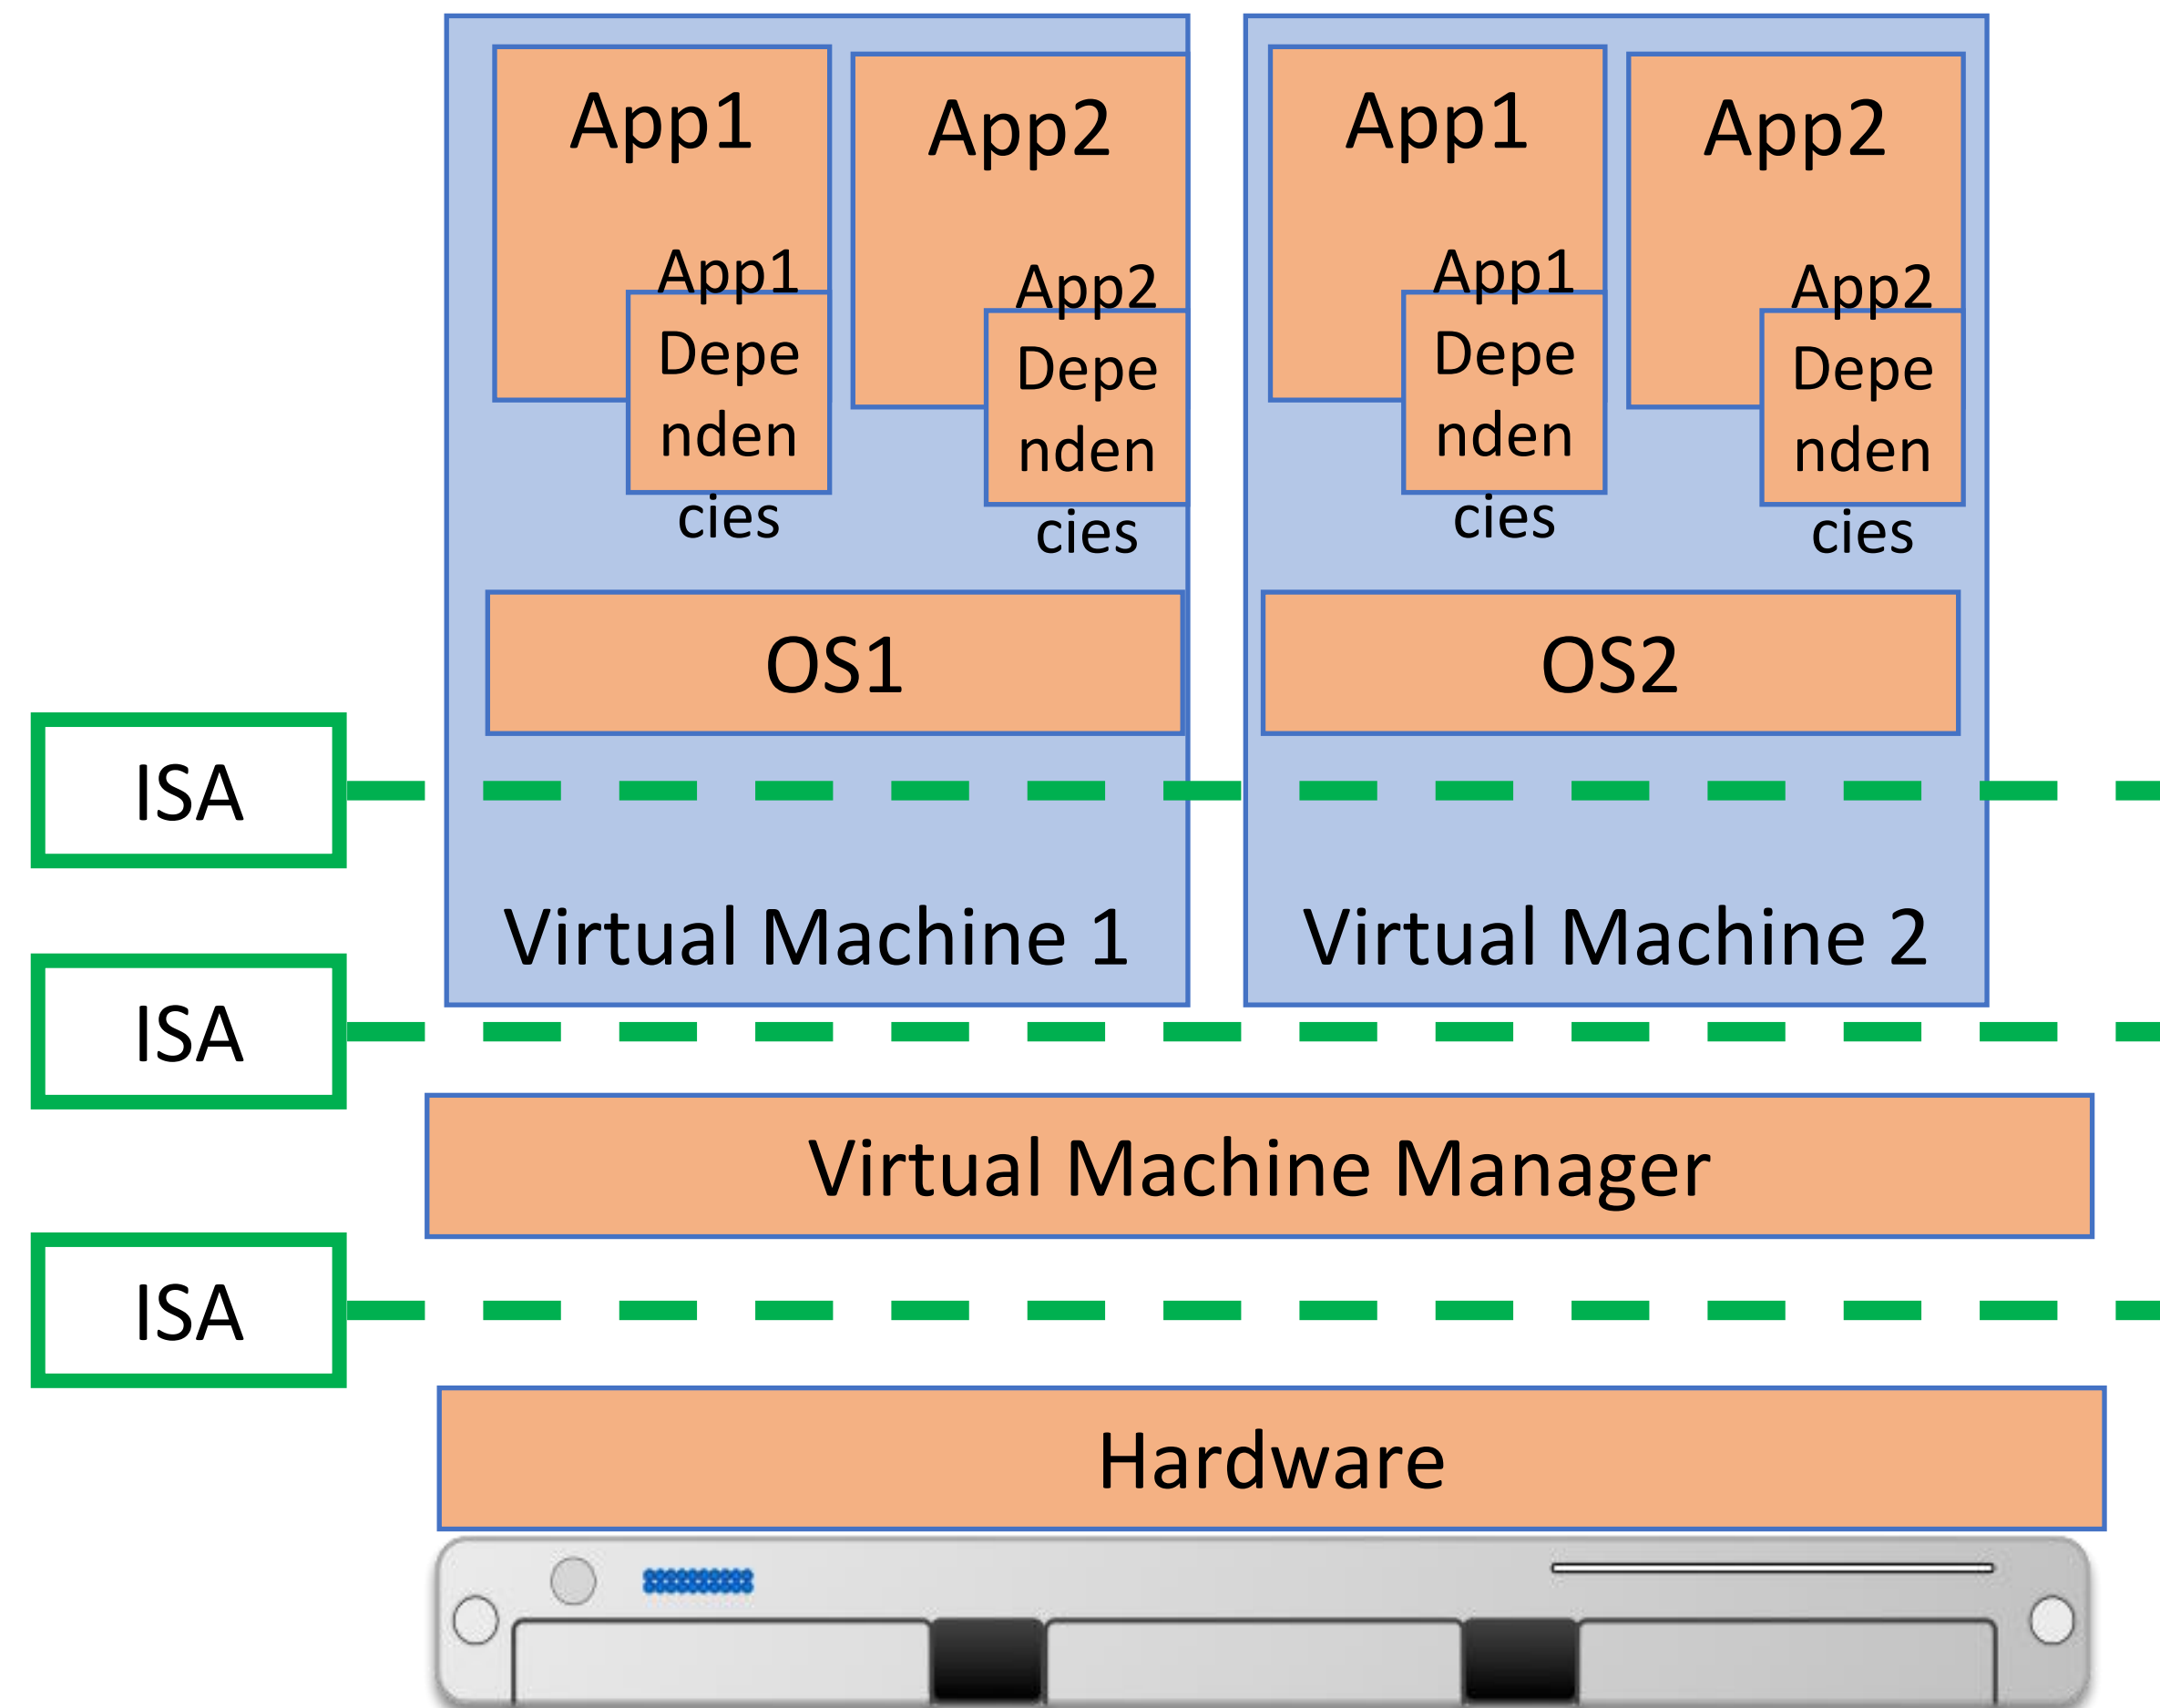 App1
App2
App1
App2
App1
Depe
nden
cies
App2
Depe
nden
cies
App1
Depe
nden
cies
App2
Depe
nden
cies
OS1
OS2
ISA
Virtual Machine 1
Virtual Machine 2
ISA
Virtual Machine Manager
ISA
Hardware